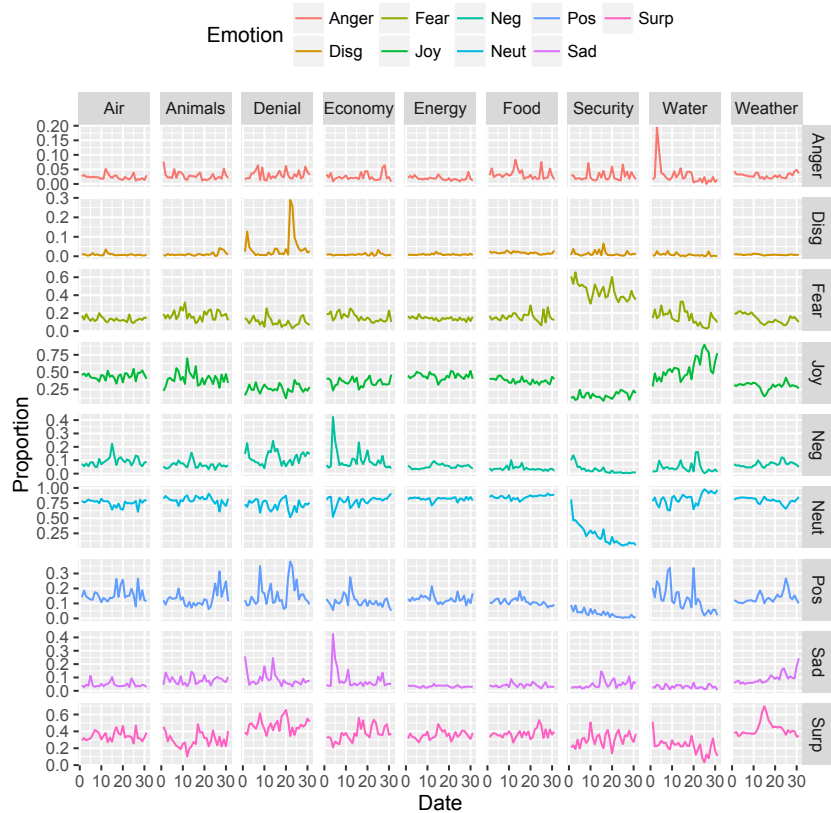 Emotion
Anger Fear Neg Pos Surp
Disg Joy Neut Sad
Air Animals Denial Economy Energy Food Security Water Weather
0.20
0.15
0.10
0.05
0.00
Anger
0.3
0.2
0.1
0.0
Disg
0.6
0.4
0.2
0.0
Fear
0.75
0.50
0.25
Joy
0.4
0.3
0.2
0.1
0.0
Neg
1.00
0.75
0.50
0.25
Neut
0.3
0.2
0.1
0.0
Pos
0.4
0.3
0.2
0.1
0.0
Sad
0.6
0.4
0.2
0.0
Surp
Proportion
0 10 20 30 0 10 20 30 0 10 20 30 0 10 20 30 0 10 20 30 0 10 20 30 0 10 20 30 0 10 20 30 0 10 20 30
Date